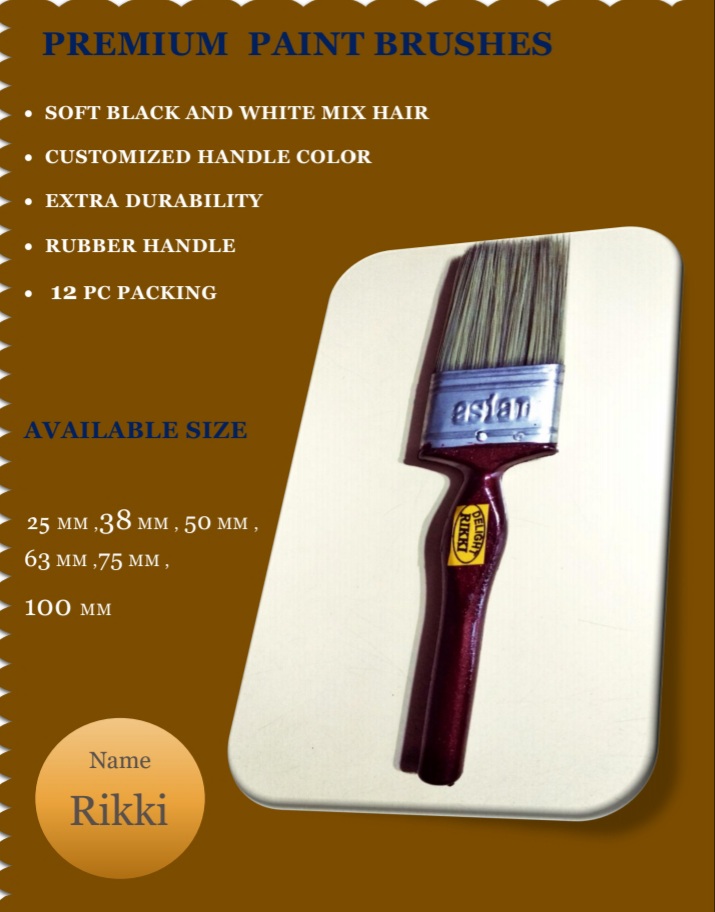 PREMIUM PAINT BRUSHES
• SOFT BLACK AND WHITE MIX HAIR
• CUSTOMIZED HANDLE COLOR
• EXTRA DURABILITY
• RUBBER HANDLE
• 12 PC PACKING
AVAILABLE SIZE
25 MM ,38 MM , 50 MM ,
63 MM ,75 MM ,
100 MM
Name
Rikki
asian
DELIGHT
RIKKI